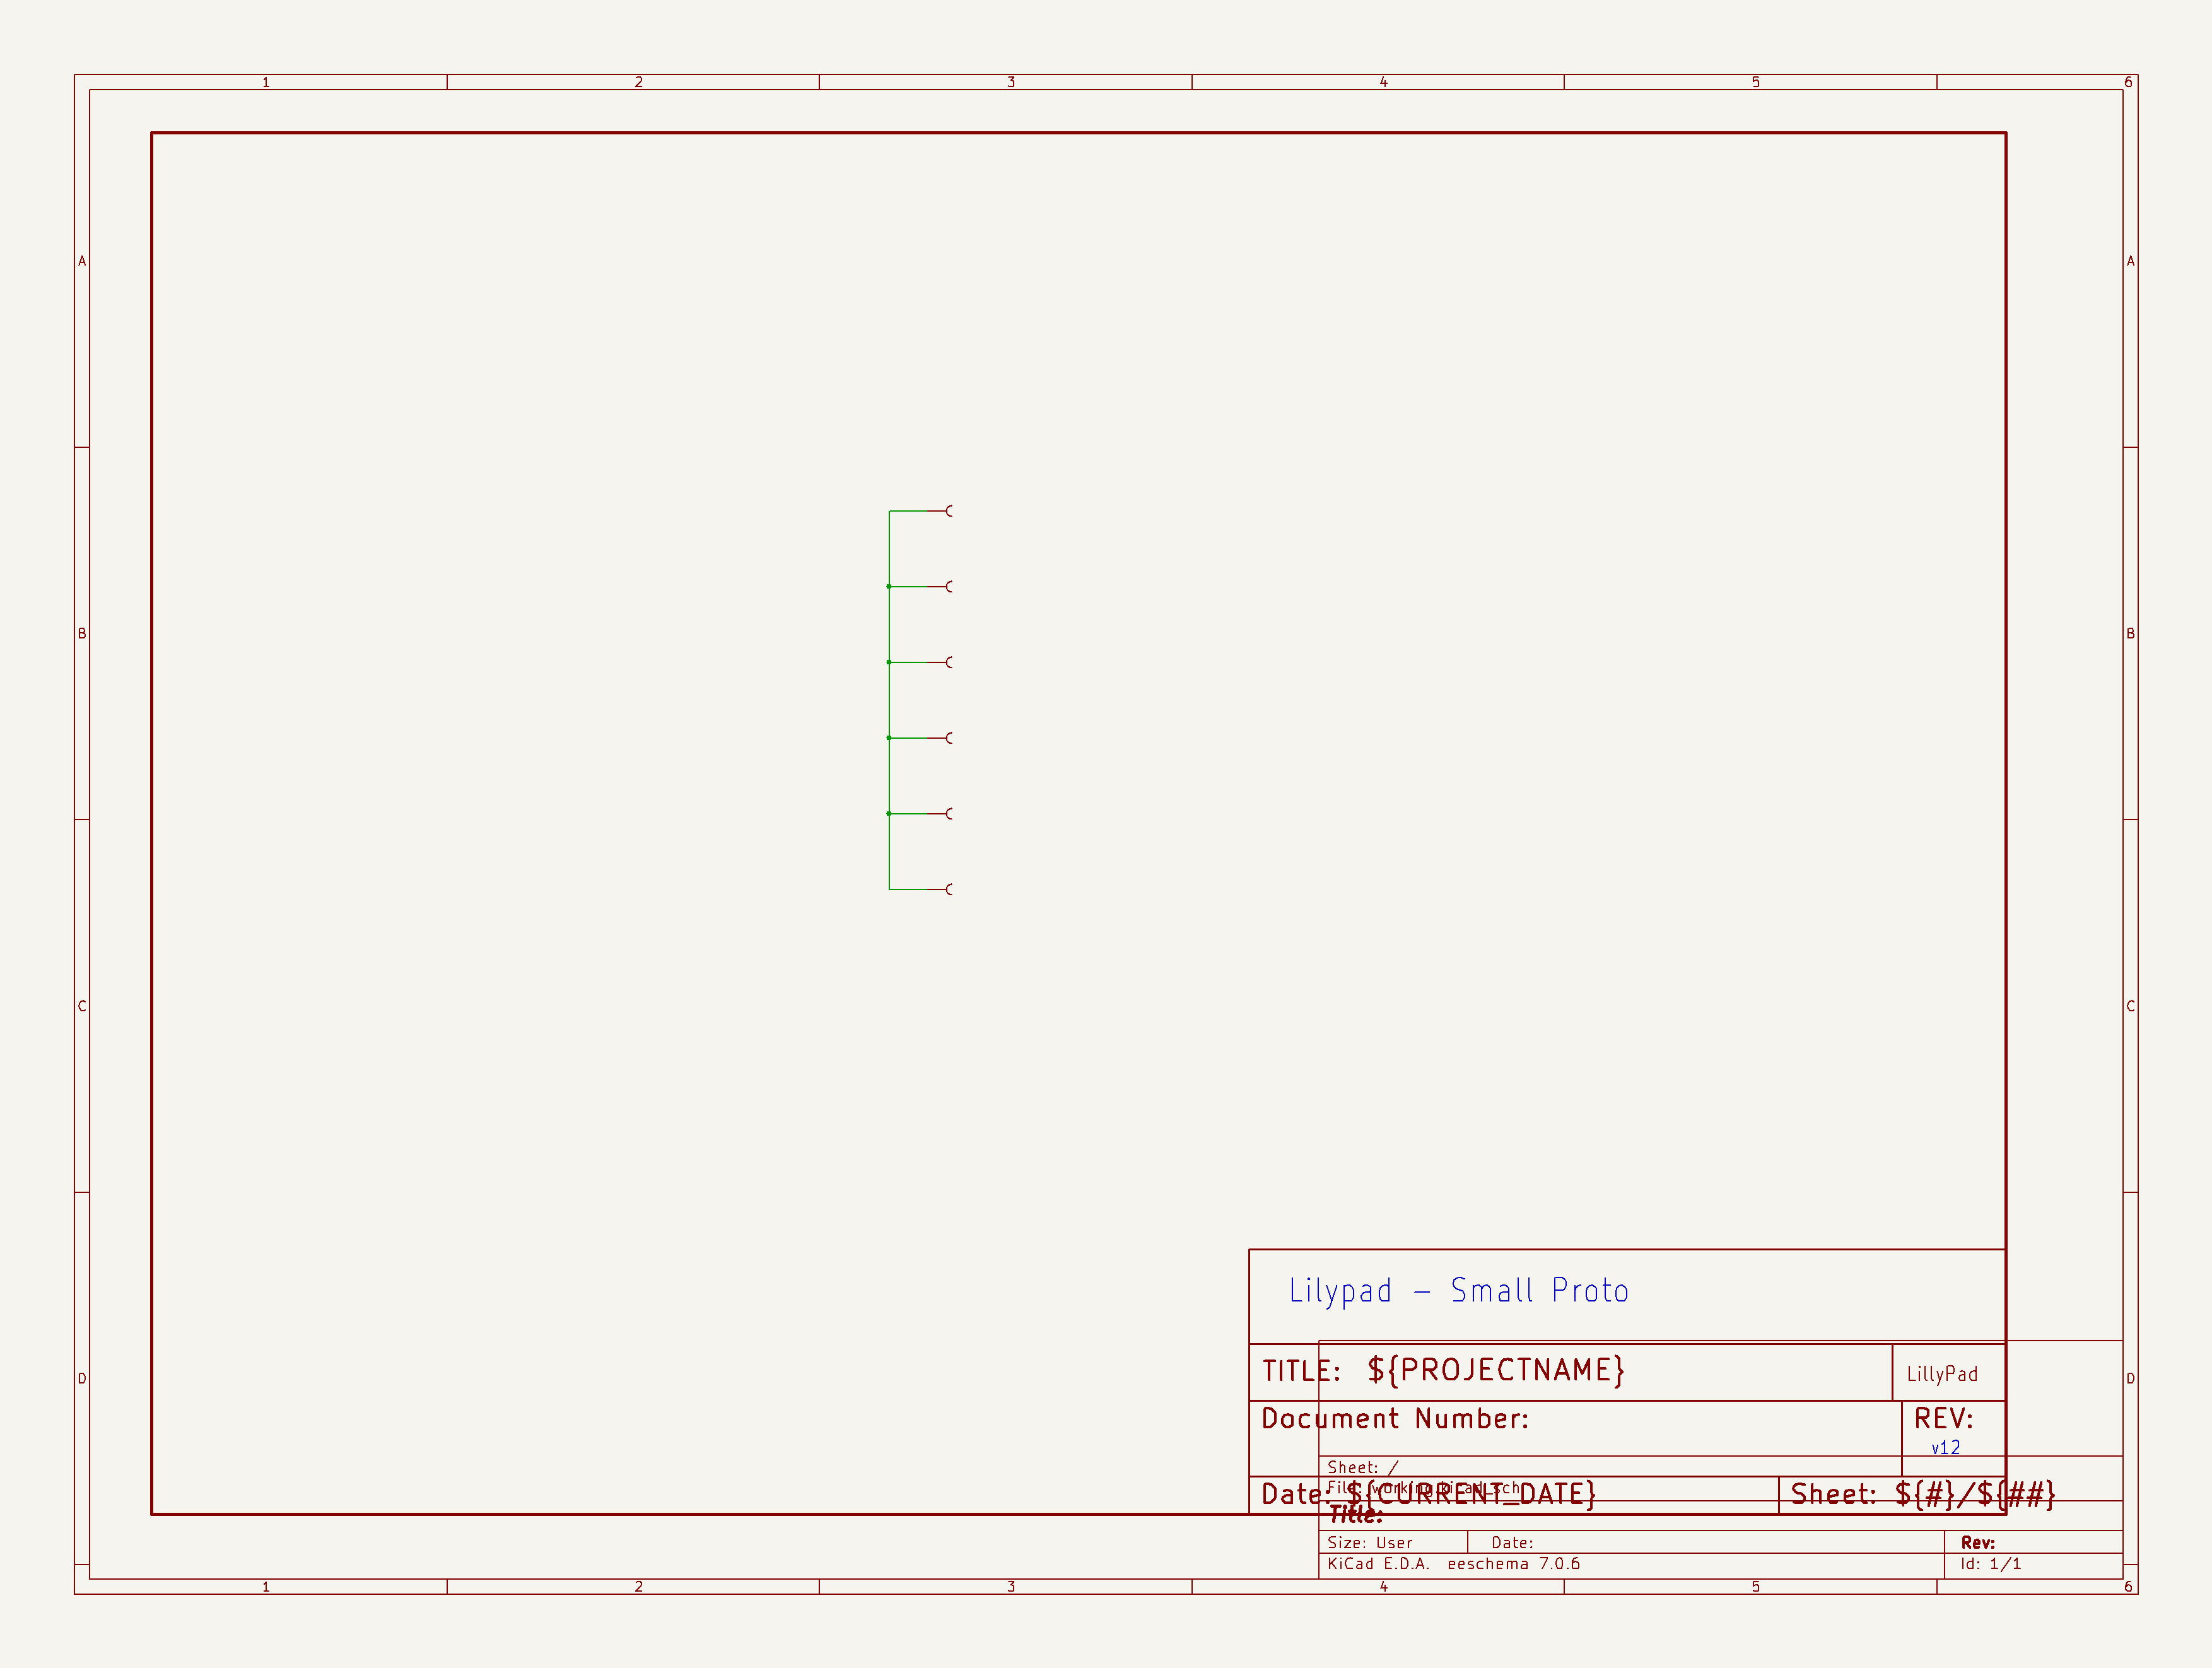 1 2 3 4 5 6
A A
B B
C C
Lilypad - Small Proto
TITLE: ${PROJECTNAME} LillyPad
D D
Document Number: REV:
v12
Sheet: /
File: working.kicad_sch
Date: ${CURRENT_DATE} Sheet: ${#}/${##}
Title:
Size: User Date: Rev:
KiCad E.D.A. eeschema 7.0.6 Id: 1/1
1 2 3 4 5 6